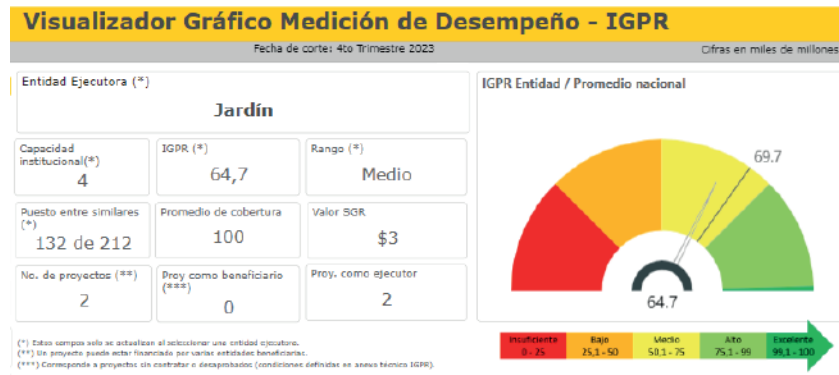 Visualizador Gráfico Medición de Desempeño - IGPR
Fecha de corte: 4to Trimestre 2023
Cifras en miles de millones
Entidad Ejecutora (*)
Jardín
Capacidad
institucional(*)
4
IGPR (*)
64,7
Rango (*)
Medio
Puesto entre similares
(*)
132 de 212
Promedio de cobertura
100
Valor SGR
$3
No. de proyectos (**)
2
Proy como beneficiario
(***)
0
Proy. como ejecutor
2
(*) Estos campos solo se actualizan al seleccionar una entidad ejecutora.
(**) Un proyecto puede estar financiado por varias entidades beneficiarias.
(***) Corresponde a proyectos sin contratar o desaprobados (condiciones definidas en anexo técnico IGPR).
IGPR Entidad / Promedio nacional
69.7
64.7
Insuficiente
0 - 25
Bajo
25,1 - 50
Medio
50,1 - 75
Alto
75,1 - 99
Excelente
99,1 - 100